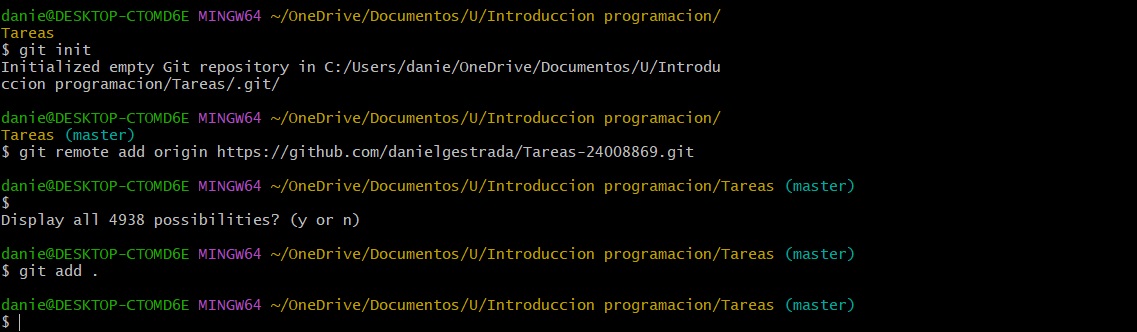 danie@DESKTOP-CTOMD6E MINGW64 ~/OneDrive/Documentos/U/Introduccion programacion/
Tareas
$ git init
Initialized empty Git repository in C:/Users/danie/OneDrive/Documentos/U/Introdu
ccion programacion/Tareas/.git/
danie@DESKTOP-CTOMD6E MINGW64 ~/OneDrive/Documentos/U/Introduccion programacion/
Tareas (master)
$ git remote add origin https://github.com/danielgestrada/Tareas-24008869.git
danie@DESKTOP-CTOMD6E MINGW64 ~/OneDrive/Documentos/U/Introduccion programacion/Tareas (master)
$
Display all 4938 possibilities? (y or n)
danie@DESKTOP-CTOMD6E MINGW64 ~/OneDrive/Documentos/U/Introduccion programacion/Tareas (master)
$ git add .
danie@DESKTOP-CTOMD6E MINGW64 ~/OneDrive/Documentos/U/Introduccion programacion/Tareas (master)
$